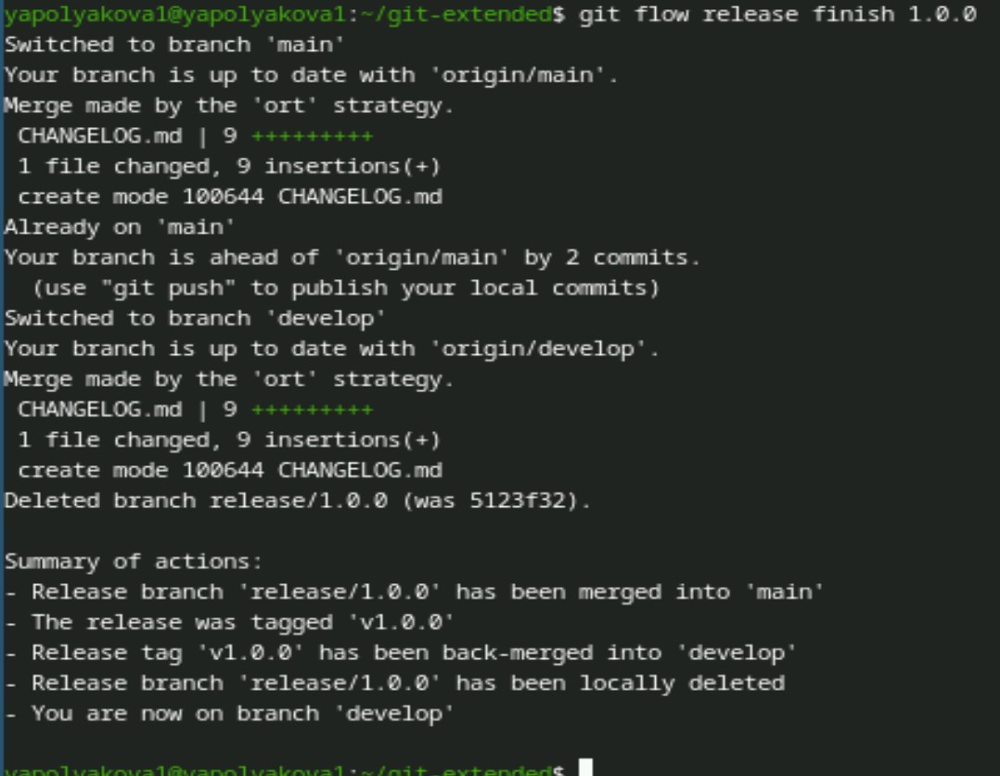 yapolyakova1@yapolyakova1:~/git-extended$ git flow release finish 1.0.0
Switched to branch 'main'
Your branch is up to date with 'origin/main'.
Merge made by the 'ort' strategy.
 CHANGELOG.md | 9 +++++++++
 1 file changed, 9 insertions(+)
 create mode 100644 CHANGELOG.md
Already on 'main'
Your branch is ahead of 'origin/main' by 2 commits.
  (use "git push" to publish your local commits)
Switched to branch 'develop'
Your branch is up to date with 'origin/develop'.
Merge made by the 'ort' strategy.
 CHANGELOG.md | 9 +++++++++
 1 file changed, 9 insertions(+)
 create mode 100644 CHANGELOG.md
Deleted branch release/1.0.0 (was 5123f32).

Summary of actions:
- Release branch 'release/1.0.0' has been merged into 'main'
- The release was tagged 'v1.0.0'
- Release tag 'v1.0.0' has been back-merged into 'develop'
- Release branch 'release/1.0.0' has been locally deleted
- You are now on branch 'develop'

yapolyakova1@yapolyakova1:~/git-extended$